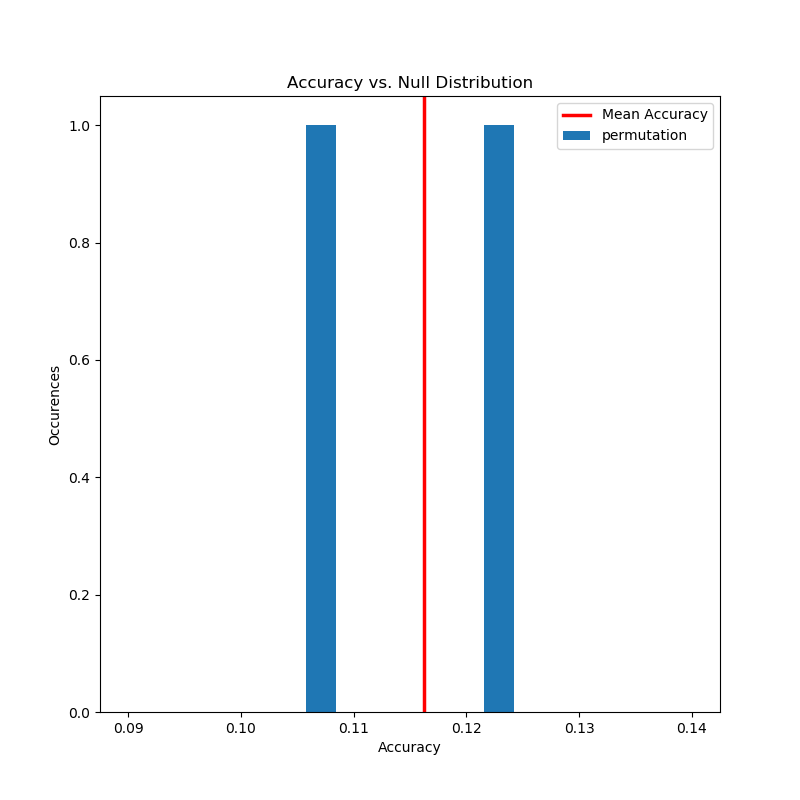 Accuracy vs. Null Distribution
Mean Accuracy
permutation
1.0
0.8
0.6
0.4
0.2
0.0
Occurences
0.09 0.10 0.11 0.12 0.13 0.14
Accuracy